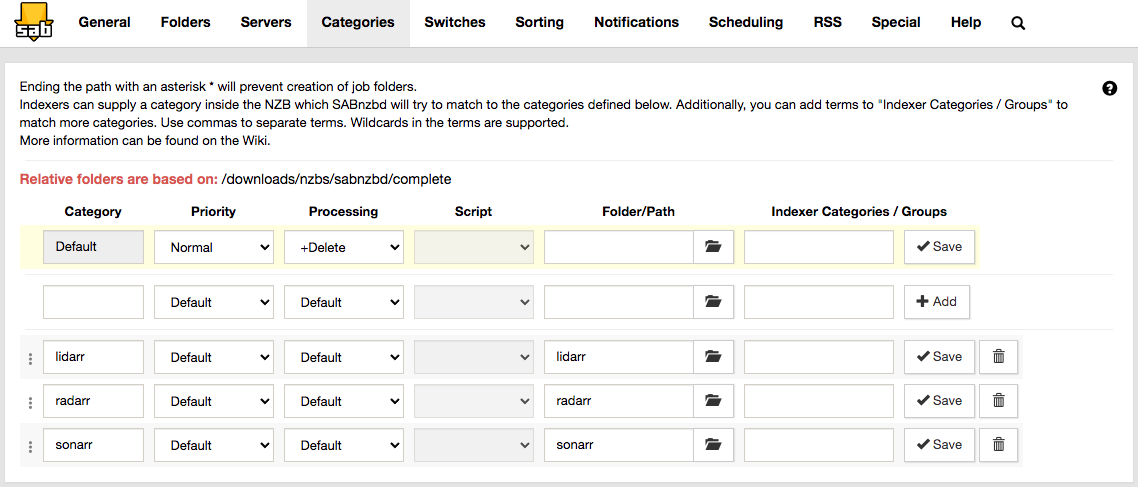 sab General Folders Servers Categories Switches Sorting Notifications Scheduling RSS Special Help
Ending the path with an asterisk * will prevent creation of job folders.
Indexers can supply a category inside the NZB which SABnzbd will try to match to the categories defined below. Additionally, you can add terms to "Indexer Categories / Groups" to
match more categories. Use commas to separate terms. Wildcards in the terms are supported.
More information can be found on the Wiki.
Relative folders are based on: /downloads/nzbs/sabnzbd/complete
Category Priority Processing Script Folder/Path Indexer Categories / Groups
Default Normal +Delete Save
Default Default Add
lidarr Default Default lidarr Save
radarr Default Default radarr Save
sonarr Default Default sonarr Save